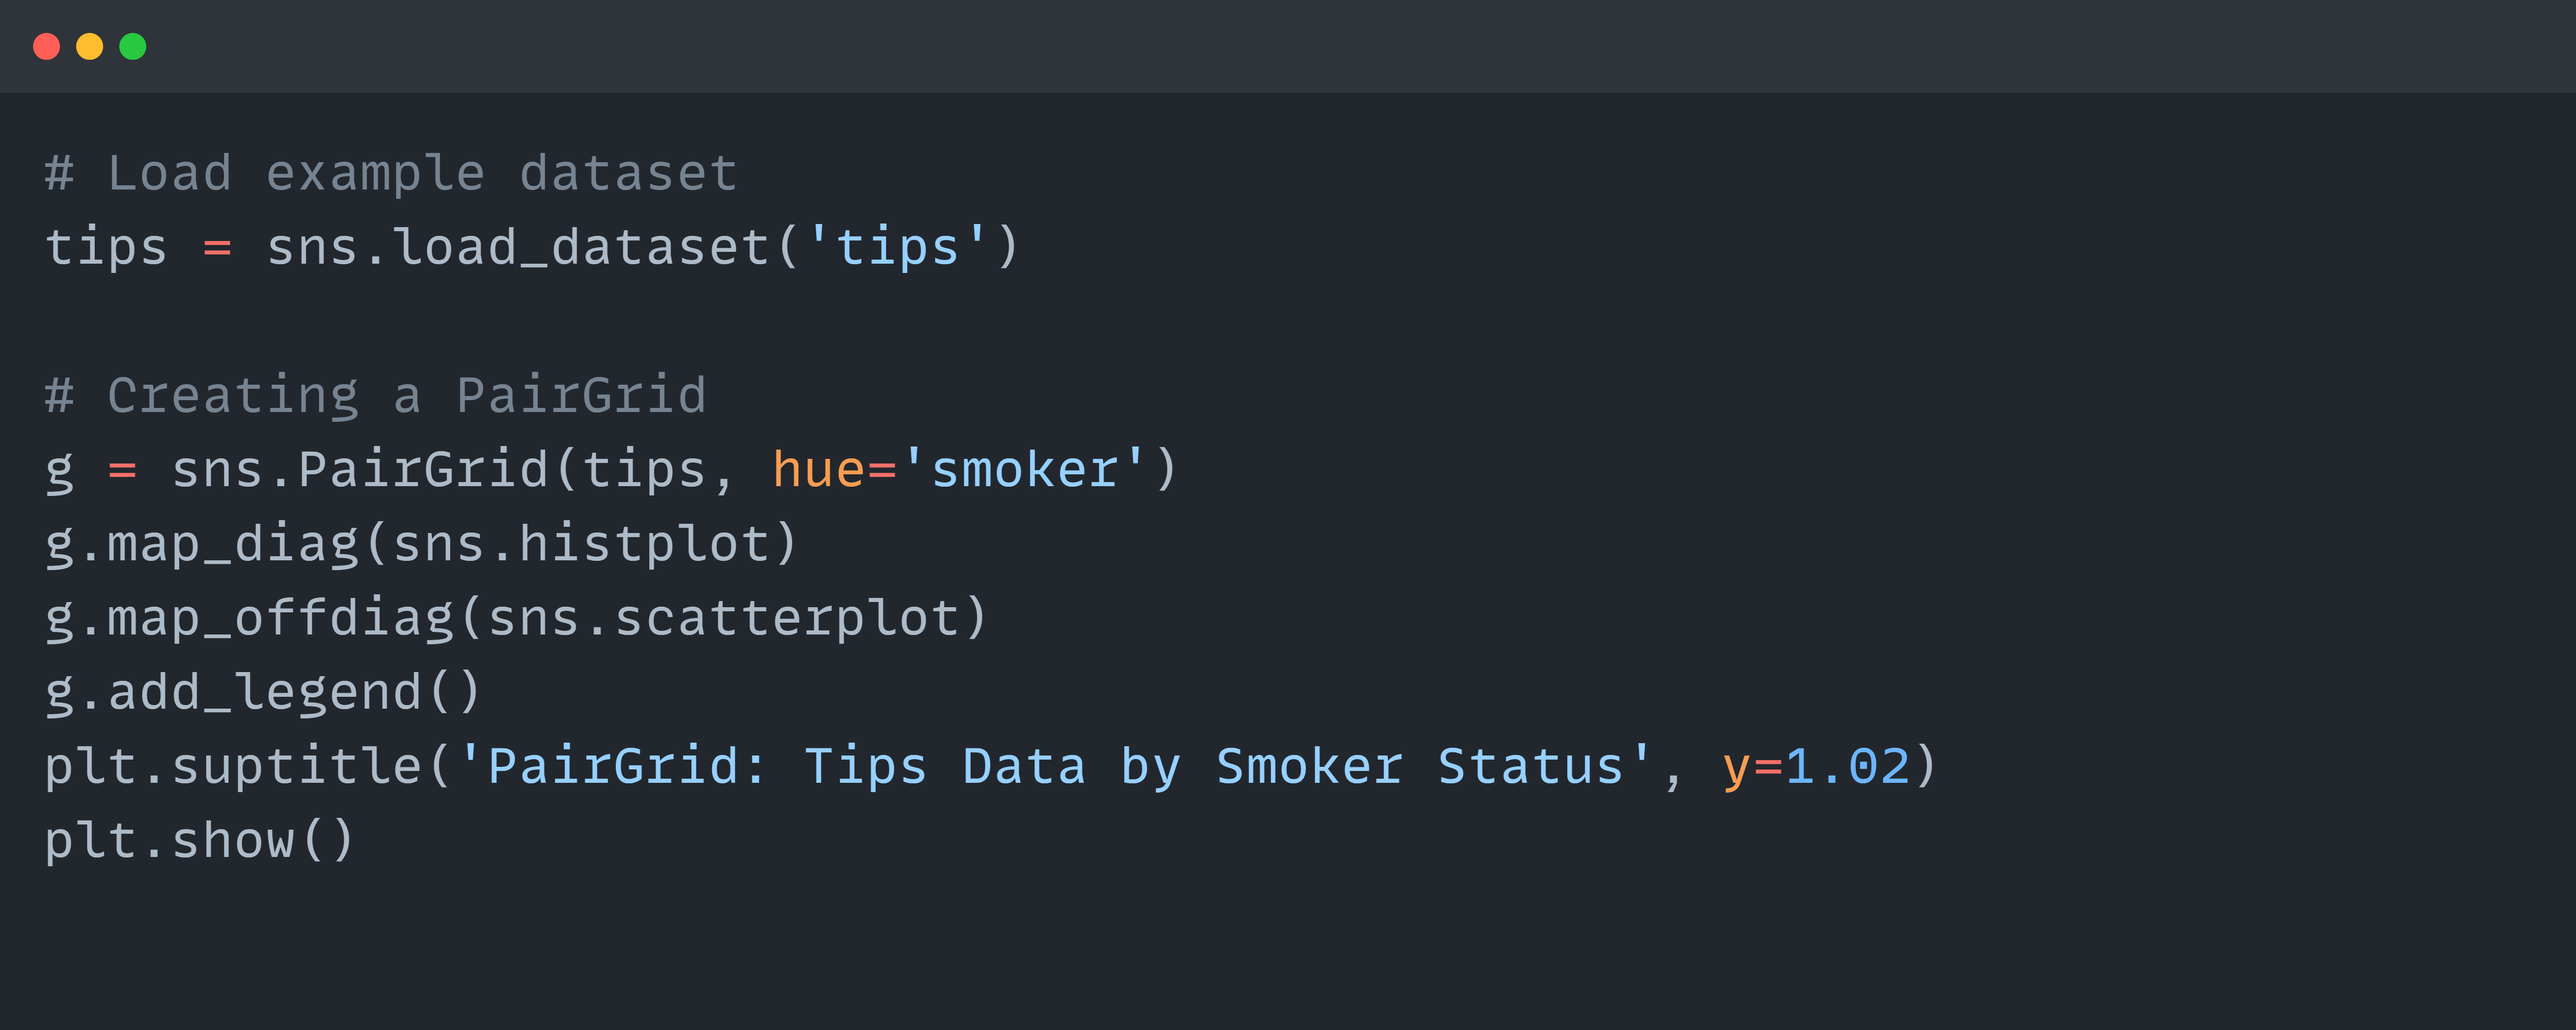 # Load example dataset
tips = sns.load_dataset('tips')

# Creating a PairGrid
g = sns.PairGrid(tips, hue='smoker')
g.map_diag(sns.histplot)
g.map_offdiag(sns.scatterplot)
g.add_legend()
plt.suptitle('PairGrid: Tips Data by Smoker Status', y=1.02)
plt.show()